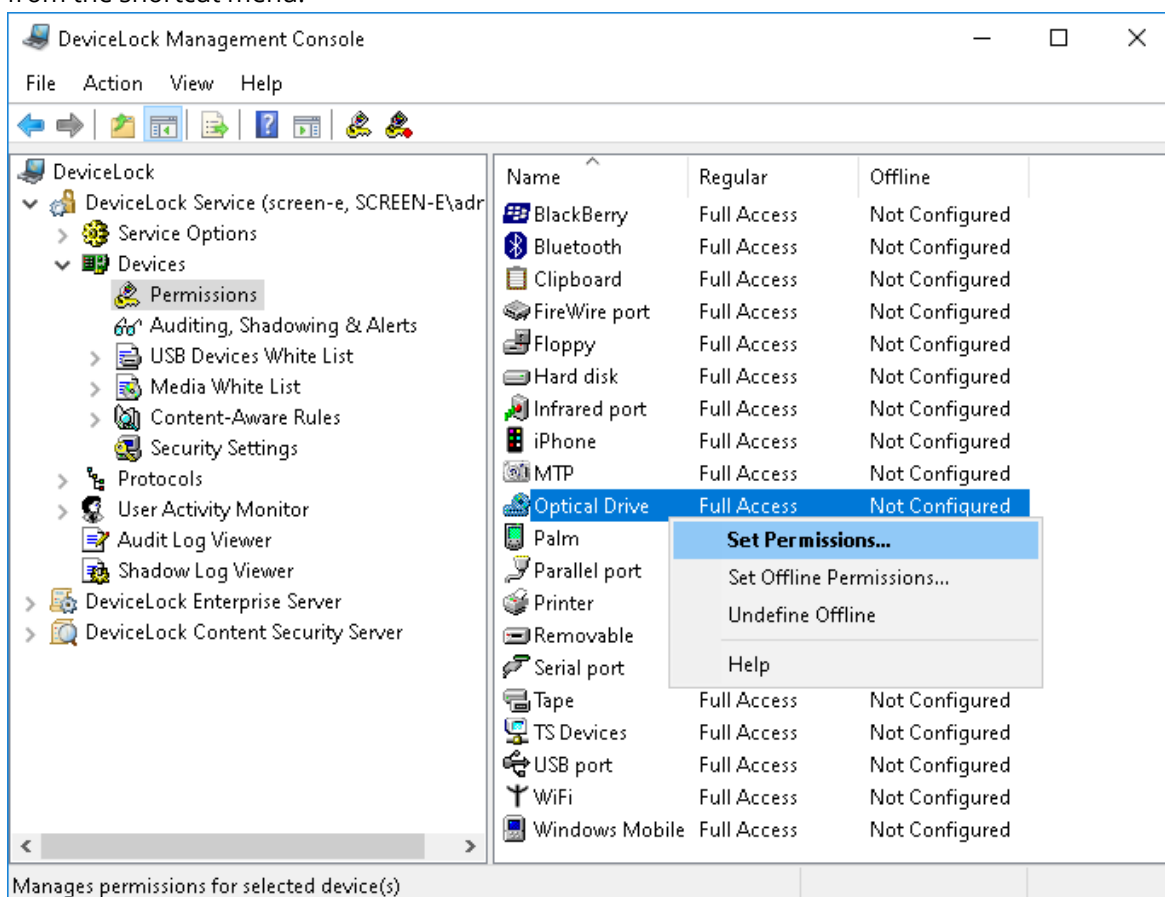 from the shortcut menu.
DeviceLock Management Console
File Action View Help
DeviceLock
DeviceLock Service (screen-e, SCREEN-E\adr
Service Options
Devices
Permissions
Auditing, Shadowing & Alerts
USB Devices White List
Media White List
Content-Aware Rules
Security Settings
Protocols
User Activity Monitor
Audit Log Viewer
Shadow Log Viewer
DeviceLock Enterprise Server
DeviceLock Content Security Server
Name Regular Offline
BlackBerry Full Access Not Configured
Bluetooth Full Access Not Configured
Clipboard Full Access Not Configured
FireWire port Full Access Not Configured
Floppy Full Access Not Configured
Hard disk Full Access Not Configured
Infrared port Full Access Not Configured
iPhone Full Access Not Configured
MTP Full Access Not Configured
Optical Drive Full Access Not Configured
Palm
Parallel port
Printer
Removable
Serial port
Set Permissions...
Set Offline Permissions...
Undefine Offline
Help
Tape Full Access Not Configured
TS Devices Full Access Not Configured
USB port Full Access Not Configured
WiFi Full Access Not Configured
Windows Mobile Full Access Not Configured
Manages permissions for selected device(s)